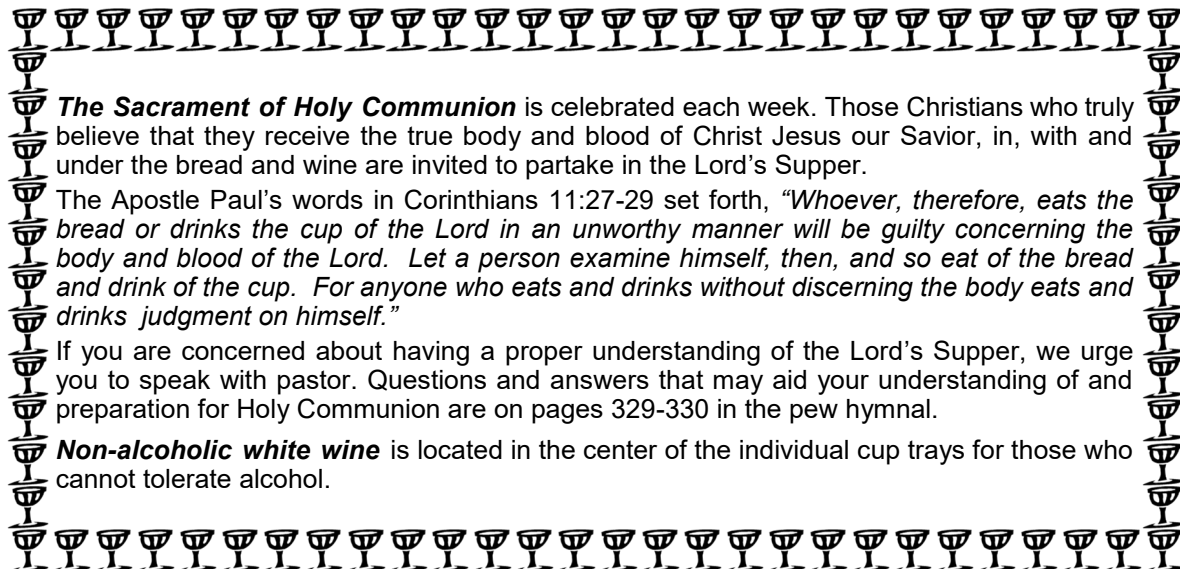 The Sacrament of Holy Communion is celebrated each week. Those Christians who truly
believe that they receive the true body and blood of Christ Jesus our Savior, in, with and
under the bread and wine are invited to partake in the Lord’s Supper.
The Apostle Paul’s words in Corinthians 11:27-29 set forth, “Whoever, therefore, eats the
bread or drinks the cup of the Lord in an unworthy manner will be guilty concerning the
body and blood of the Lord.  Let a person examine himself, then, and so eat of the bread
and drink of the cup.  For anyone who eats and drinks without discerning the body eats and
drinks  judgment on himself.”
If you are concerned about having a proper understanding of the Lord’s Supper, we urge
you to speak with pastor. Questions and answers that may aid your understanding of and
preparation for Holy Communion are on pages 329-330 in the pew hymnal.
Non-alcoholic white wine is located in the center of the individual cup trays for those who
cannot tolerate alcohol.